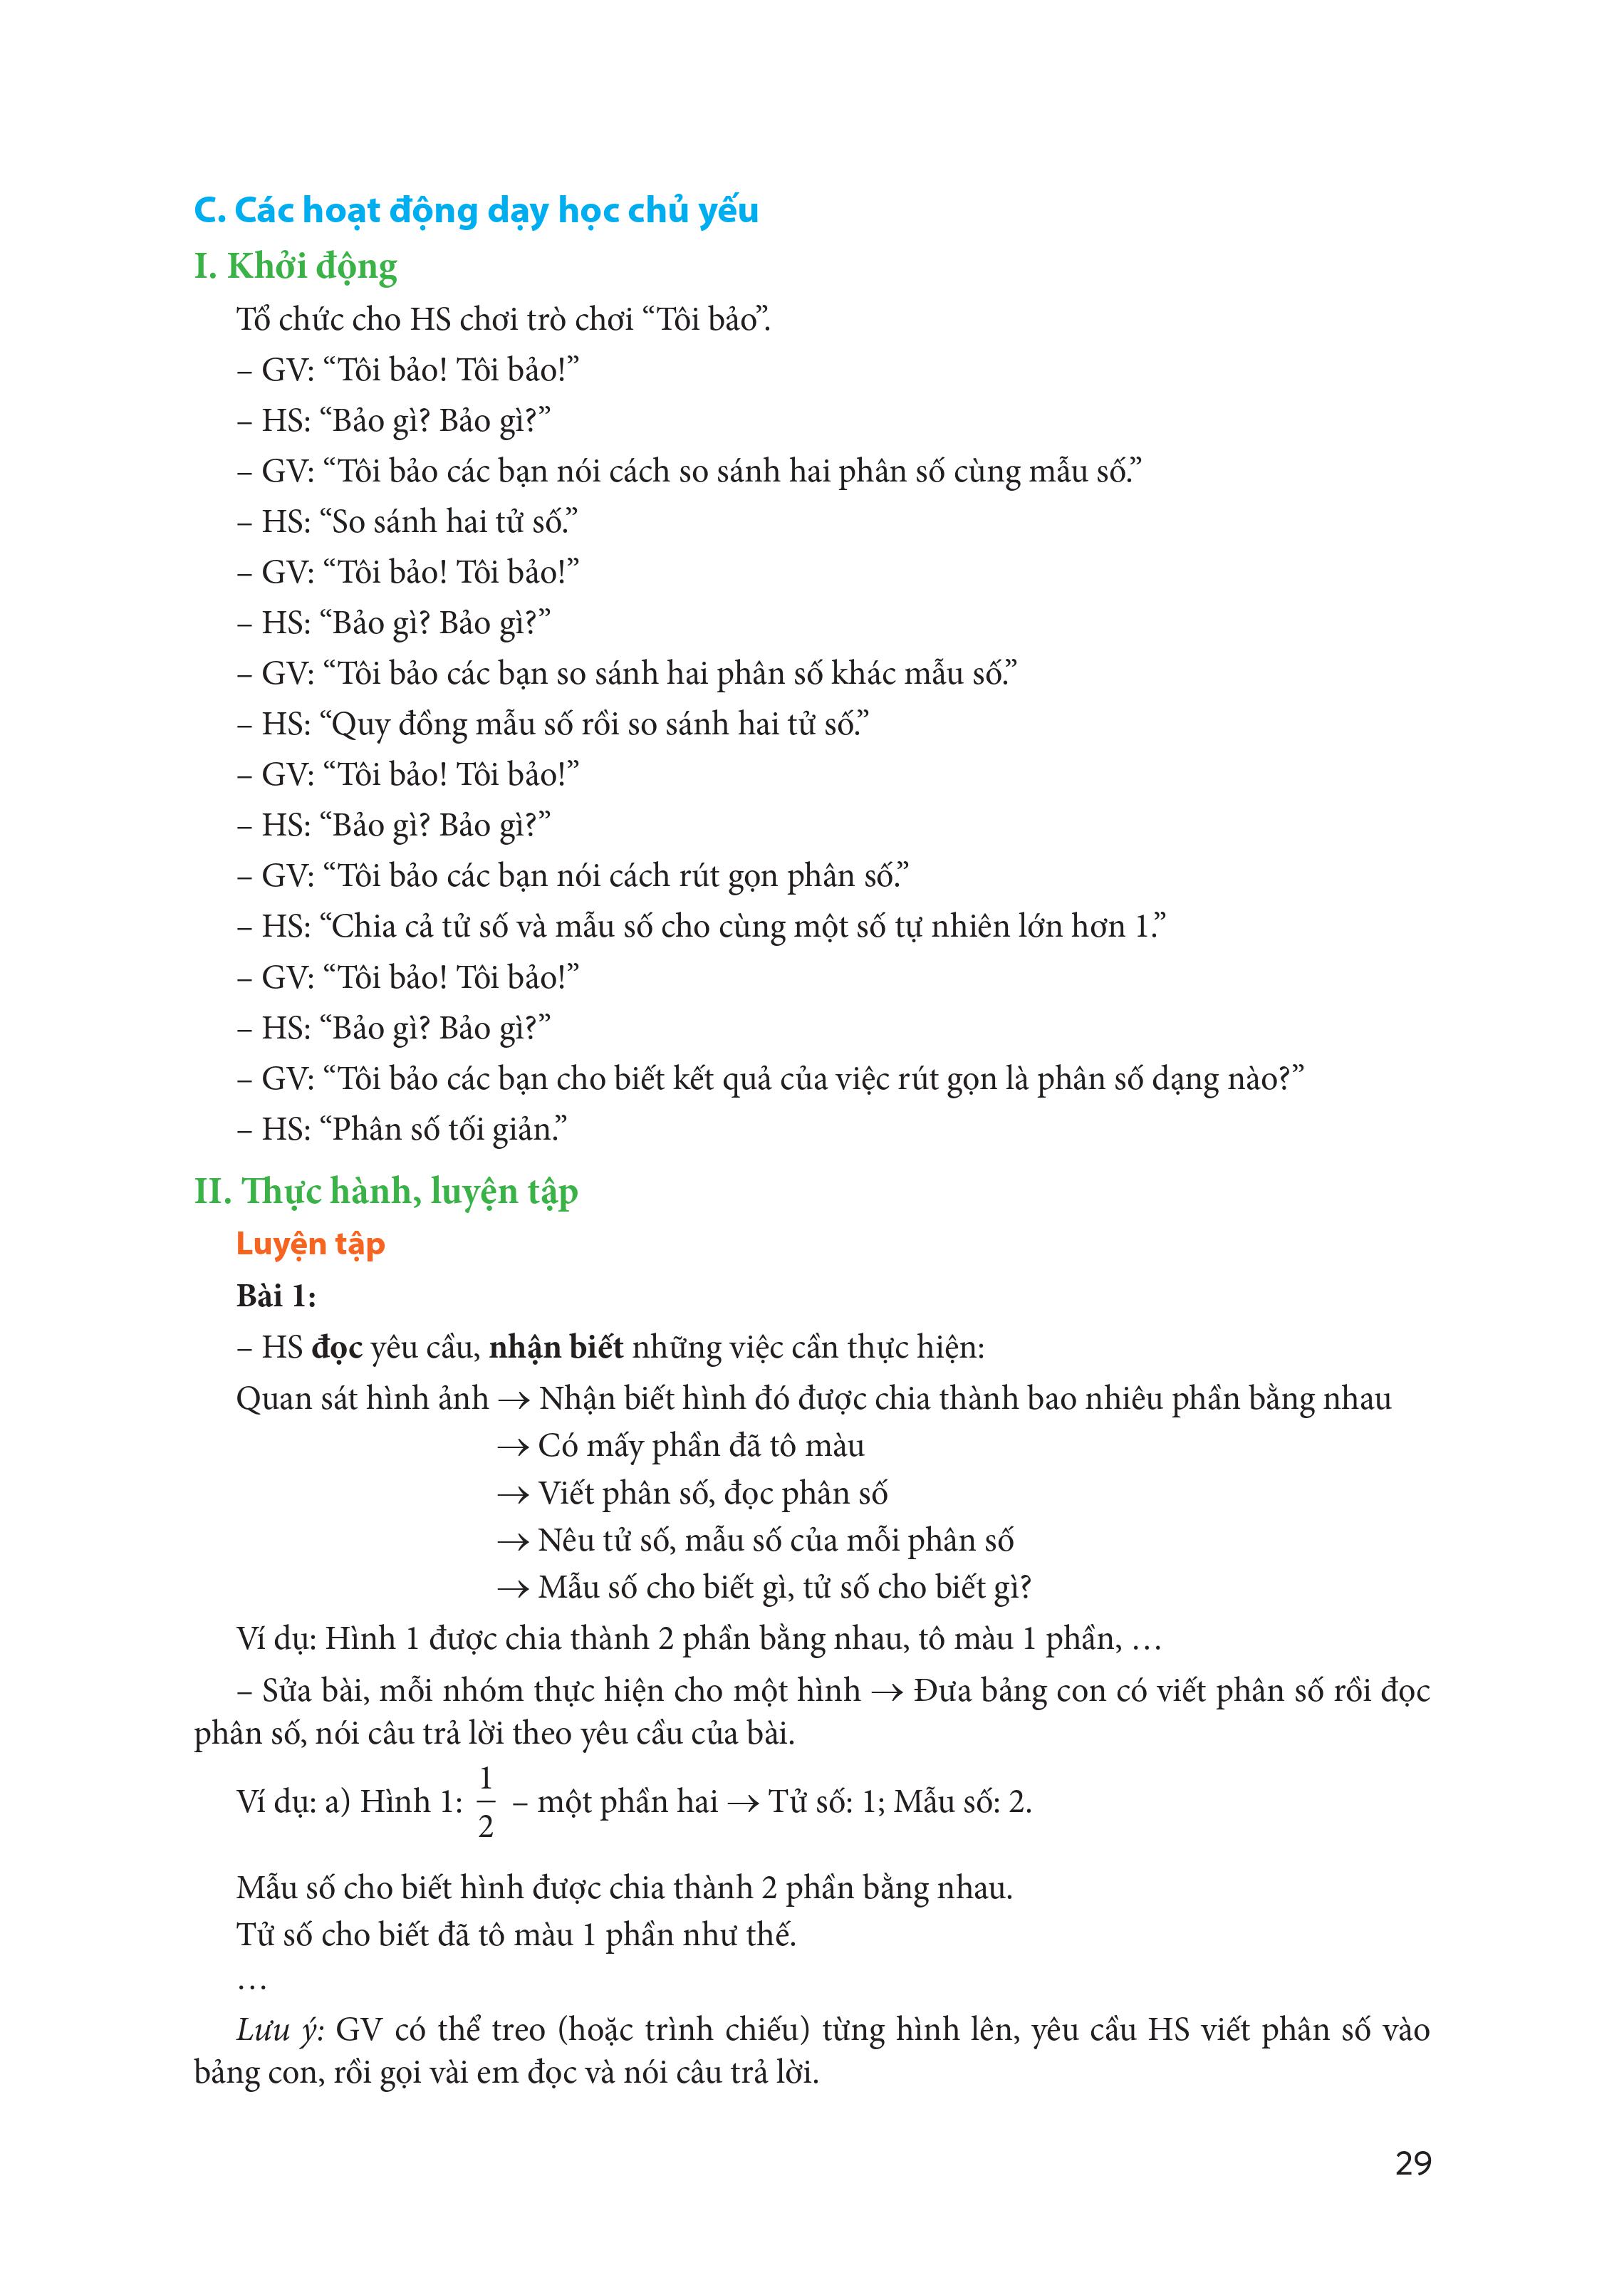 C. Các hoạt động dạy học chủ yếu
I. Khởi động
Tổ chức cho HS chơi trò chơi “Tôi bảo”.
– GV: “Tôi bảo! Tôi bảo!”
– HS: “Bảo gì? Bảo gì?”
– GV: “Tôi bảo các bạn nói cách so sánh hai phân số cùng mẫu số.”
– HS: “So sánh hai tử số.”
– GV: “Tôi bảo! Tôi bảo!”
– HS: “Bảo gì? Bảo gì?”
– GV: “Tôi bảo các bạn so sánh hai phân số khác mẫu số.”
– HS: “Quy đồng mẫu số rồi so sánh hai tử số.”
– GV: “Tôi bảo! Tôi bảo!”
– HS: “Bảo gì? Bảo gì?”
– GV: “Tôi bảo các bạn nói cách rút gọn phân số.”
– HS: “Chia cả tử số và mẫu số cho cùng một số tự nhiên lớn hơn 1.”
– GV: “Tôi bảo! Tôi bảo!”
– HS: “Bảo gì? Bảo gì?”
– GV: “Tôi bảo các bạn cho biết kết quả của việc rút gọn là phân số dạng nào?”
– HS: “Phân số tối giản.”
II. Thực hành, luyện tập
Luyện tập
Bài 1:
– HS đọc yêu cầu, nhận biết những việc cần thực hiện:
Quan sát hình ảnh → Nhận biết hình đó được chia thành bao nhiêu phần bằng nhau
→ Có mấy phần đã tô màu
→ Viết phân số, đọc phân số
→ Nêu tử số, mẫu số của mỗi phân số
→ Mẫu số cho biết gì, tử số cho biết gì?
Ví dụ: Hình 1 được chia thành 2 phần bằng nhau, tô màu 1 phần, …
– Sửa bài, mỗi nhóm thực hiện cho một hình → Đưa bảng con có viết phân số rồi đọc
phân số, nói câu trả lời theo yêu cầu của bài.
Ví dụ: a) Hình 1: 1/2 – một phần hai → Tử số: 1; Mẫu số: 2.
Mẫu số cho biết hình được chia thành 2 phần bằng nhau.
Tử số cho biết đã tô màu 1 phần như thế.
…
Lưu ý: GV có thể treo (hoặc trình chiếu) từng hình lên, yêu cầu HS viết phân số vào
bảng con, rồi gọi vài em đọc và nói câu trả lời.
29